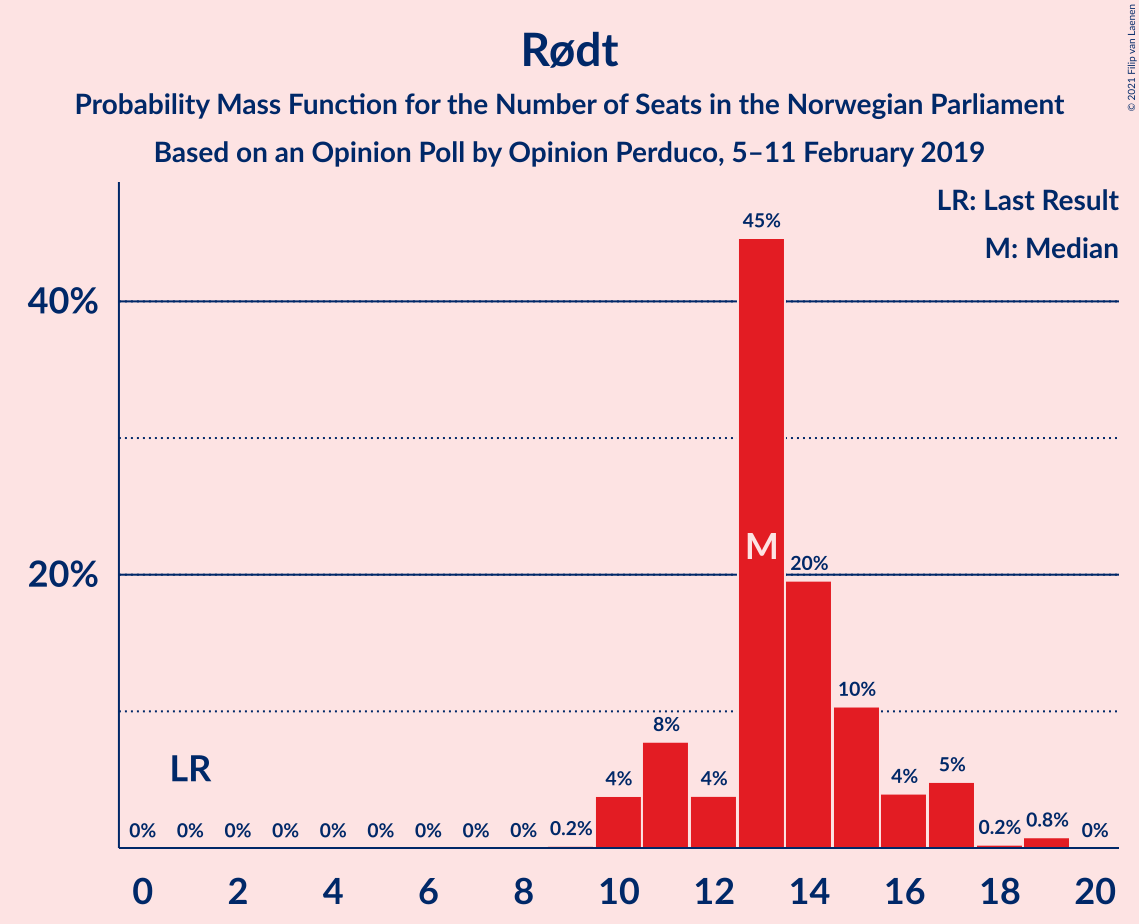 Rødt
Probability Mass Function for the Number of Seats in the Norwegian Parliament
Based on an Opinion Poll by Opinion Perduco, 5–11 February 2019
© 2021 Filip van Laenen
LR: Last Result
M: Median
45%
40%
M
20%
20%
10%
8%
LR
4%
4%
4%
5%
0% 0% 0% 0% 0% 0% 0% 0% 0% 0.2% 0.2% 0.8% 0%
0 2 4 6 8 10 12 14 16 18 20